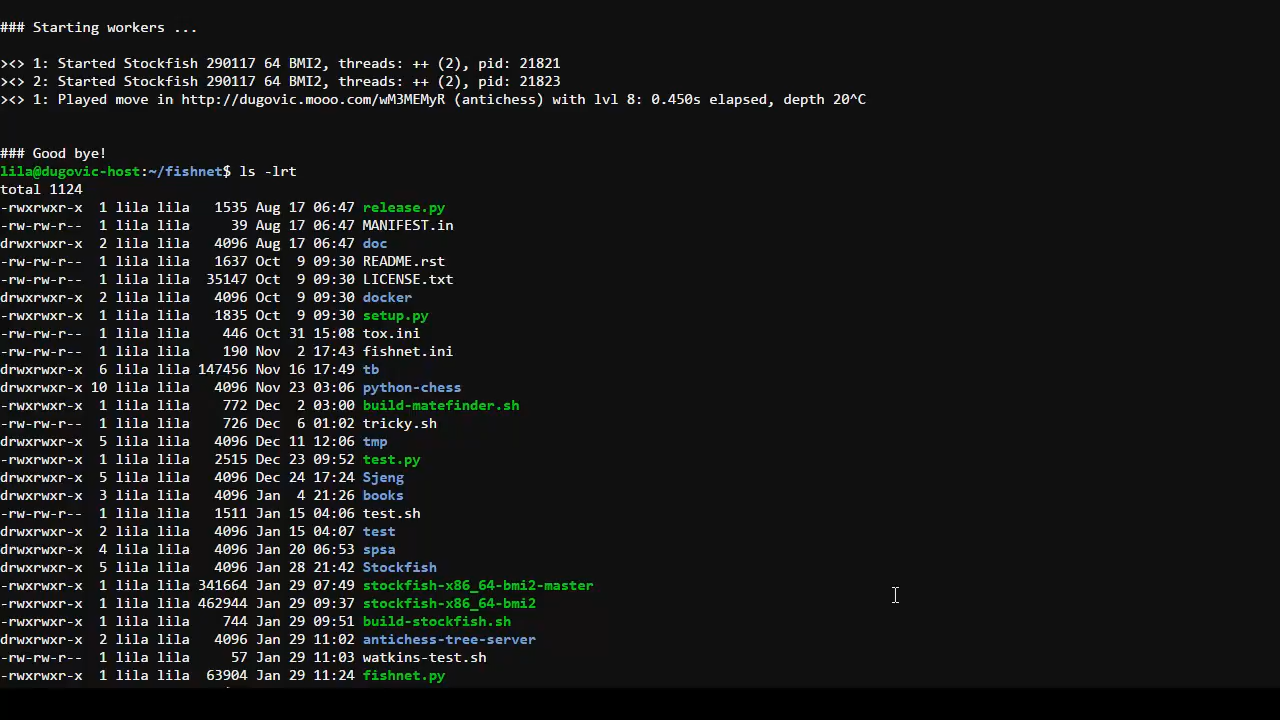 ### Starting workers ...
><> 1: Started Stockfish 290117 64 BMI2, threads: ++ (2), pid: 21821
><> 2: Started Stockfish 290117 64 BMI2, threads: ++ (2), pid: 21823
><> 1: Played move in http://dugovic.mooo.com/wM3MEMyR (antichess) with lvl 8: 0.450s elapsed, depth 20^C
### Good bye!
lila@dugovic-host:~/fishnet$ ls -lrt
total 1124
-rwxrwxr-x  1 lila lila   1535 Aug 17 06:47 release.py
-rw-rw-r--  1 lila lila     39 Aug 17 06:47 MANIFEST.in
drwxrwxr-x  2 lila lila   4096 Aug 17 06:47 doc
-rw-rw-r--  1 lila lila   1637 Oct  9 09:30 README.rst
-rw-rw-r--  1 lila lila  35147 Oct  9 09:30 LICENSE.txt
drwxrwxr-x  2 lila lila   4096 Oct  9 09:30 docker
-rwxrwxr-x  1 lila lila   1835 Oct  9 09:30 setup.py
-rw-rw-r--  1 lila lila    446 Oct 31 15:08 tox.ini
-rw-rw-r--  1 lila lila    190 Nov  2 17:43 fishnet.ini
drwxrwxr-x  6 lila lila 147456 Nov 16 17:49 tb
drwxrwxr-x 10 lila lila   4096 Nov 23 03:06 python-chess
-rwxrwxr-x  1 lila lila    772 Dec  2 03:00 build-matefinder.sh
-rw-rw-r--  1 lila lila    726 Dec  6 01:02 tricky.sh
drwxrwxr-x  5 lila lila   4096 Dec 11 12:06 tmp
-rwxrwxr-x  1 lila lila   2515 Dec 23 09:52 test.py
drwxrwxr-x  5 lila lila   4096 Dec 24 17:24 Sjeng
drwxrwxr-x  3 lila lila   4096 Jan  4 21:26 books
-rw-rw-r--  1 lila lila   1511 Jan 15 04:06 test.sh
drwxrwxr-x  2 lila lila   4096 Jan 15 04:07 test
drwxrwxr-x  4 lila lila   4096 Jan 20 06:53 spsa
drwxrwxr-x  5 lila lila   4096 Jan 28 21:42 Stockfish
-rwxrwxr-x  1 lila lila 341664 Jan 29 07:49 stockfish-x86_64-bmi2-master
-rwxrwxr-x  1 lila lila 462944 Jan 29 09:37 stockfish-x86_64-bmi2
-rwxrwxr-x  1 lila lila    744 Jan 29 09:51 build-stockfish.sh
drwxrwxr-x  2 lila lila   4096 Jan 29 11:02 antichess-tree-server
-rw-rw-r--  1 lila lila     57 Jan 29 11:03 watkins-test.sh
-rwxrwxr-x  1 lila lila  63904 Jan 29 11:24 fishnet.py